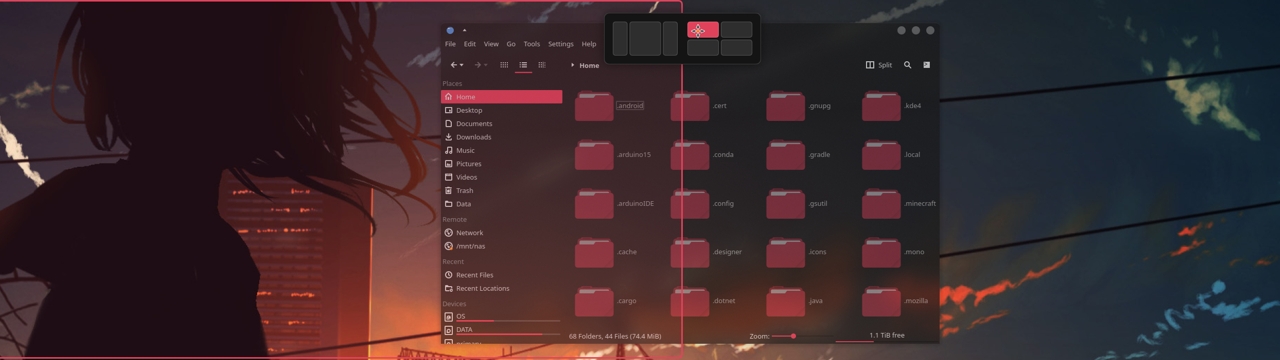 File Edit View Go Tools Settings Help
Home
Split
Places
Home
Desktop
Documents
Downloads
Music
Pictures
Videos
Trash
Data
Remote
Network
/mnt/nas
Recent
Recent Files
Recent Locations
Devices
OS
DATA
.android .cert .gnupg .kde4
.arduino15 .conda .gradle .local
.arduinoIDE .config .gsutil .minecraft
.cache .designer .icons .mono
.cargo .dotnet .java .mozilla
68 Folders, 44 Files (74.4 MiB) Zoom: 1.1 TiB free